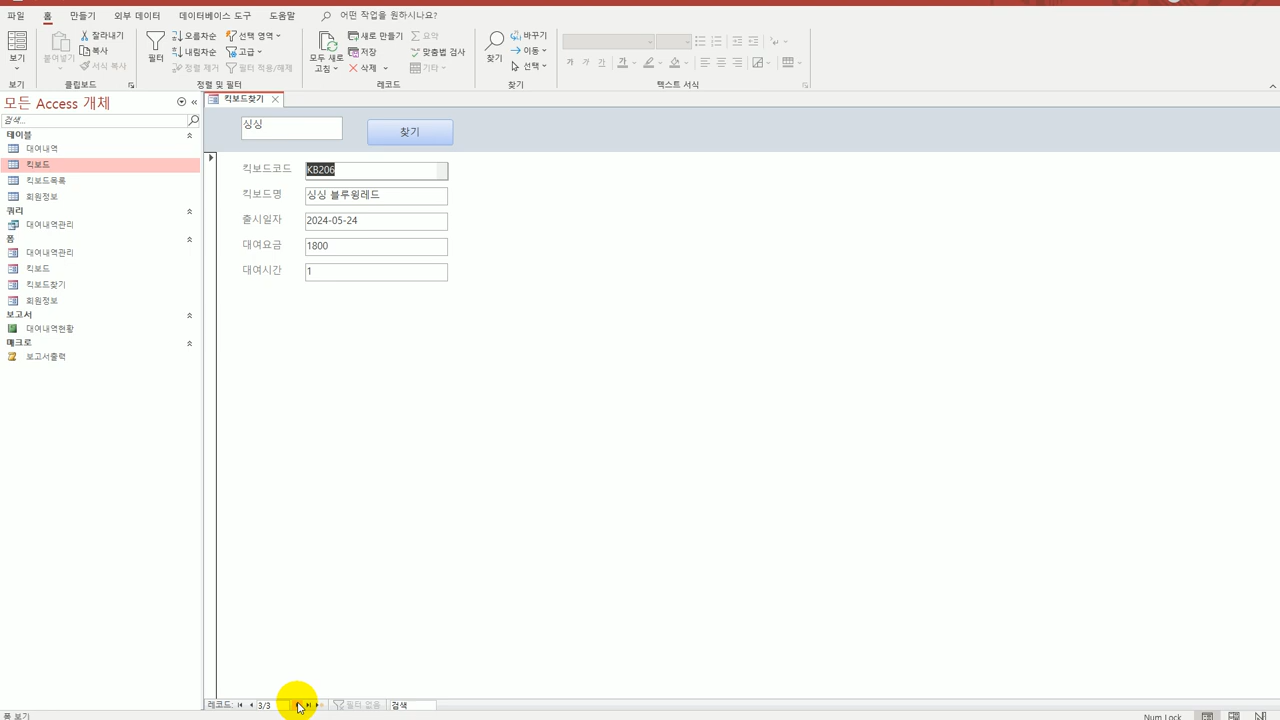 파일 홈 만들기 외부 데이터 데이터베이스 도구 도움말 어떤 작업을 원하시나요?
잘라내기 오름차순 선택 영역 새로 만들기 요약 바꾸기
복사 내림차순 고급 저장 맞춤법 검사 이동
보기 붙여넣기 서식 복사 필터 정렬 제거 필터 적용/해제 모두 새로 고침 삭제 기타 찾기 선택 가 가 가 가
보기 클립보드 정렬 및 필터 레코드 찾기 텍스트 서식
모든 Access 개체
검색...
테이블
대여내역
킥보드
킥보드목록
회원정보
쿼리
대여내역관리
폼
대여내역관리
킥보드
킥보드찾기
회원정보
보고서
대여내역현황
매크로
보고서출력
킥보드찾기
싱싱 찾기
킥보드코드 KB206
킥보드명 싱싱 블루윙레드
출시일자 2024-05-24
대여요금 1800
대여시간 1
레코드: 3/3 필터 없음 검색
폼 보기 Num Lock